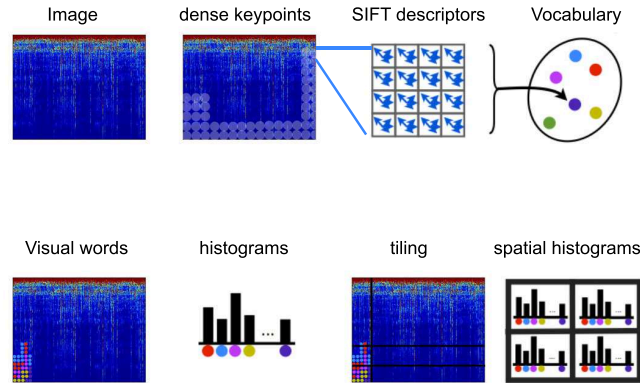 Image
dense keypoints
SIFT descriptors
Vocabulary
Visual words
histograms
...
tiling
spatial histograms
...
...
...
...